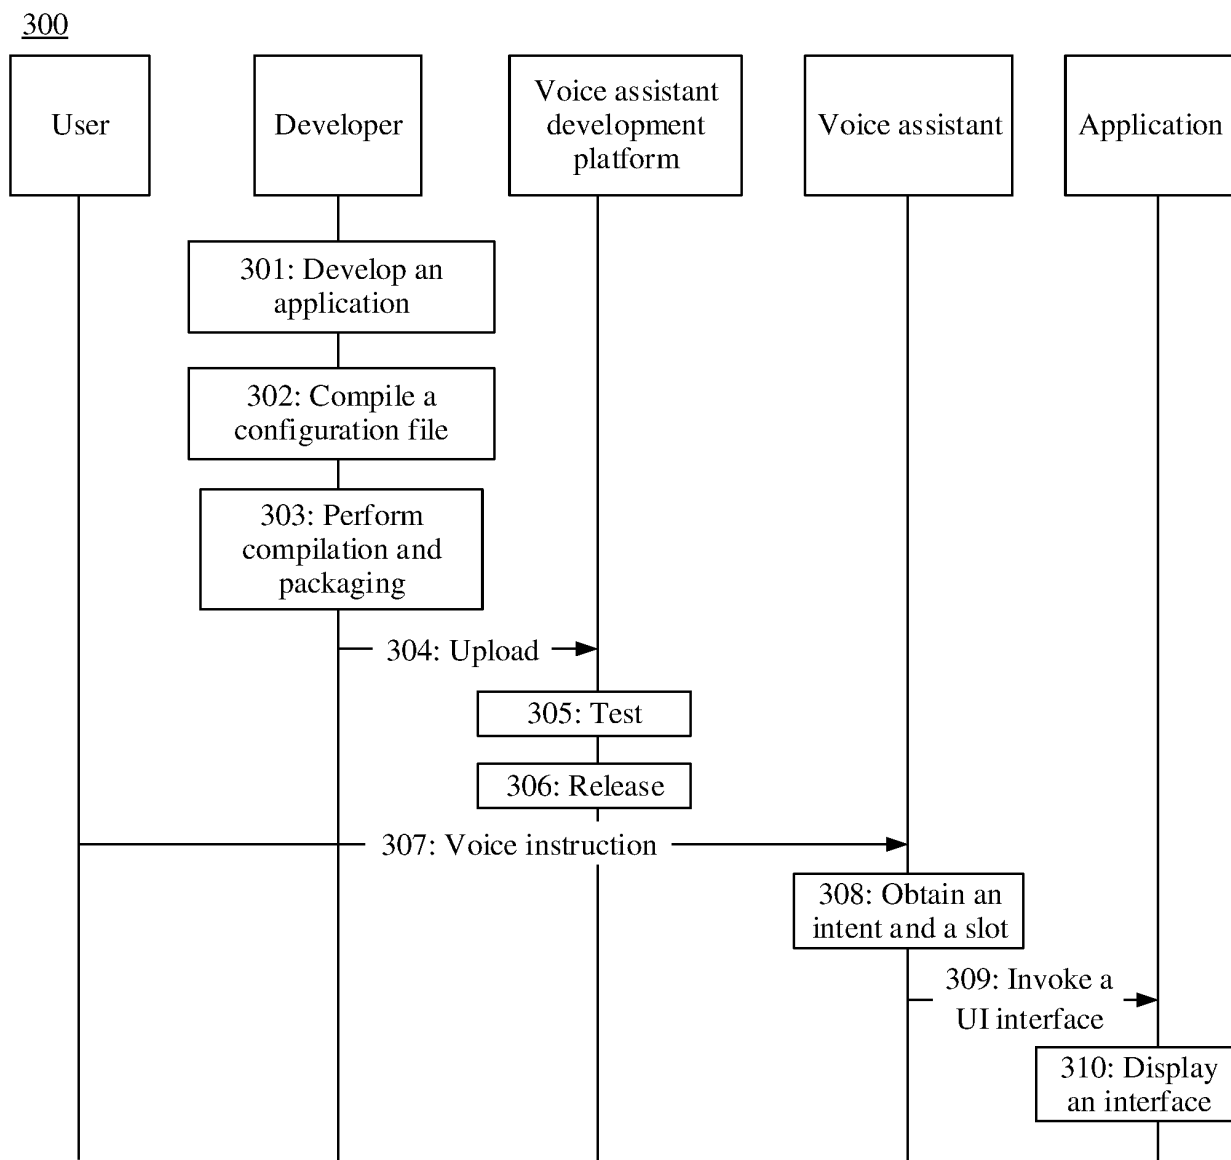 300
User
Developer
Voice assistant
development
platform
Voice assistant
Application
301: Develop an
application
302: Compile a
configuration file
303: Perform
compilation and
packaging
304: Upload
305: Test
306: Release
307: Voice instruction
308: Obtain an
intent and a slot
309: Invoke a
UI interface
310: Display
an interface